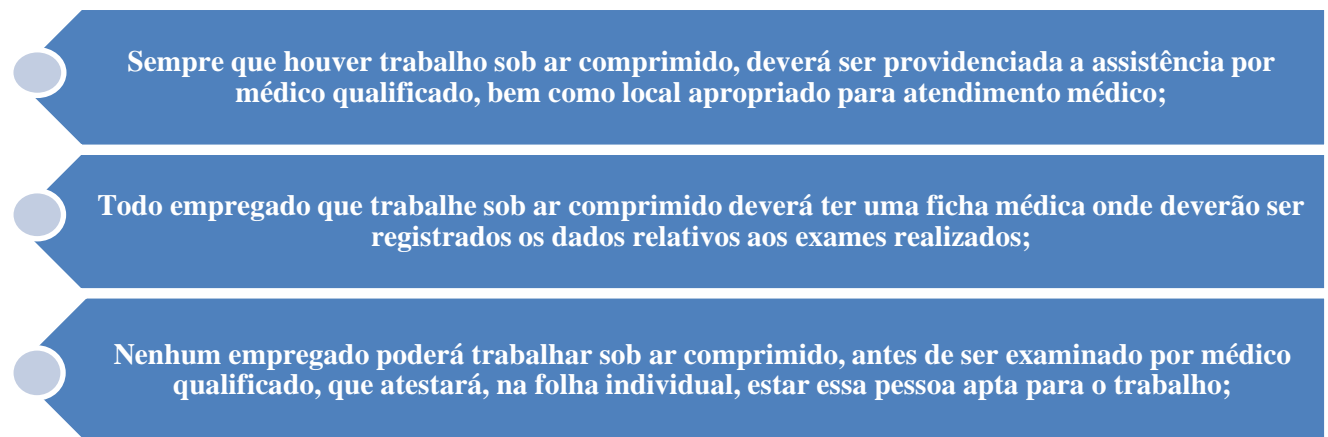 Sempre que houver trabalho sob ar comprimido, deverá ser providenciada a assistência por
médico qualificado, bem como local apropriado para atendimento médico;
Todo empregado que trabalhe sob ar comprimido deverá ter uma ficha médica onde deverão ser
registrados os dados relativos aos exames realizados;
Nenhum empregado poderá trabalhar sob ar comprimido, antes de ser examinado por médico
qualificado, que atestará, na folha individual, estar essa pessoa apta para o trabalho;